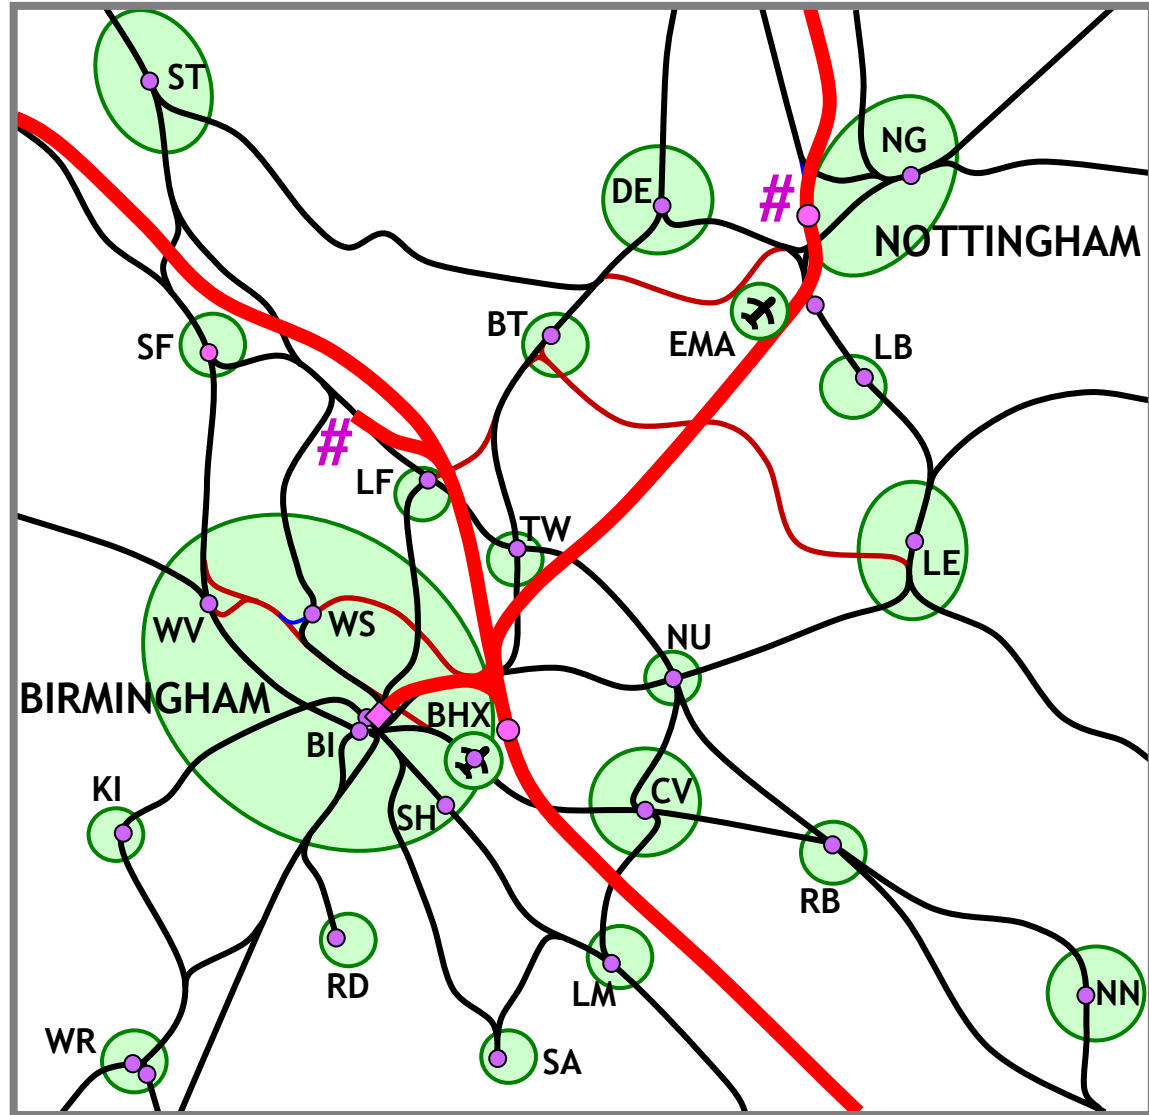 ST
NG
DE
#
NOTTINGHAM
BT
EMA
LB
SF
#
LF
TW
LE
WV
WS
NU
BIRMINGHAM
BHX
BI
KI
CV
SH
RB
RD
LM
NN
WR
SA